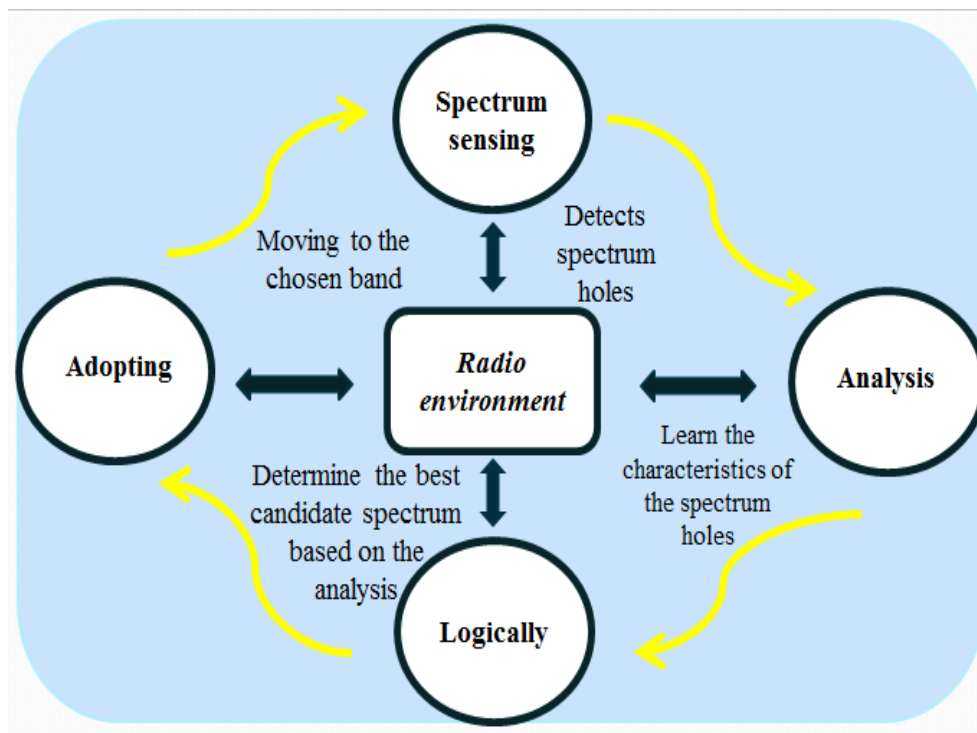 Spectrum
sensing
Moving to the
chosen band
Detects
spectrum
holes
Adopting
Radio
environment
Analysis
Determine the best
candidate spectrum
based on the
analysis
Learn the
characteristics of
the spectrum
holes
Logically